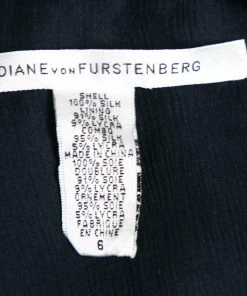 DIANE VON FURSTENBERG
SHELL
100% SILK
LINING
91% SILK
9% LYCRA
COMBO
95% SILK
5% LYCRA
MADE IN CHINA
100% SOIE
DOUBLURE
91% SOIE
9% LYCRA
ORNEMENT
95% SOIE
5% LYCRA
FABRIQUE
EN CHINE
6